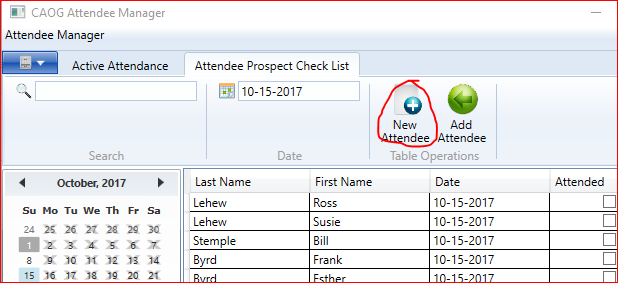 CAOG Attendee Manager
Attendee Manager
Active Attendance Attendee Prospect Check List
10-15-2017
New Attendee Add Attendee
Search Date Table Operations
October, 2017
Su Mo Tu We Th Fr Sa
24 25 26 27 28 29 30
1 2 3 4 5 6 7
8 9 10 11 12 13 14
15 16 17 18 19 20 21
Last Name First Name Date Attended
Lehew Ross 10-15-2017
Lehew Susie 10-15-2017
Stemple Bill 10-15-2017
Byrd Frank 10-15-2017
Byrd Esther 10-15-2017